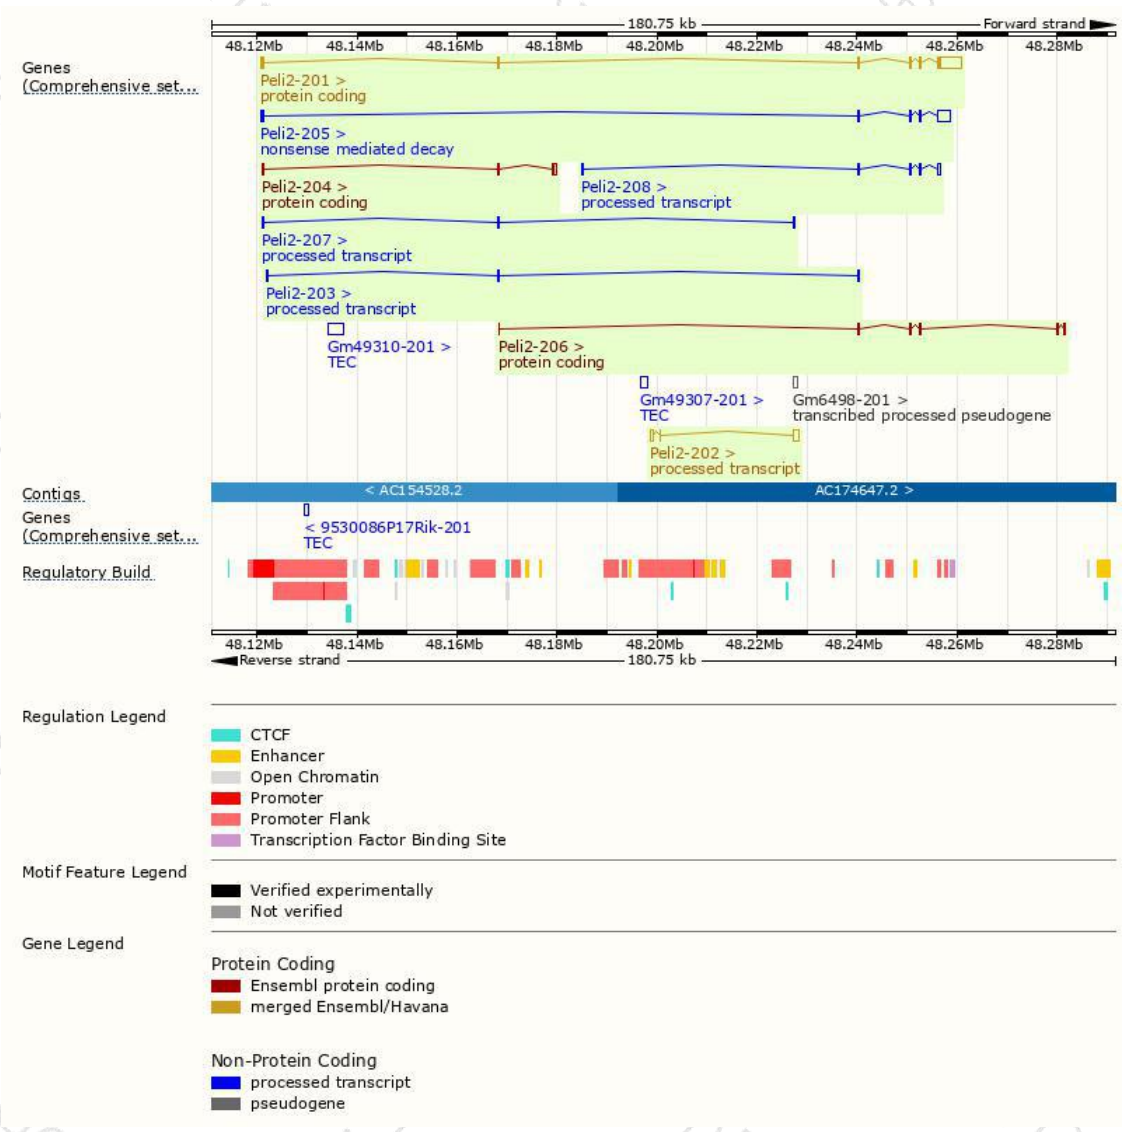 180.75 kb Forward strand
48.12Mb 48.14Mb 48.16Mb 48.18Mb 48.20Mb 48.22Mb 48.24Mb 48.26Mb 48.28Mb
Genes
(Comprehensive set...
Peli2-201 >
protein coding
Peli2-205 >
nonsense mediated decay
Peli2-204 > Peli2-208 >
protein coding processed transcript
Peli2-207 >
processed transcript
Peli2-203 >
processed transcript
Gm49310-201 > Peli2-206 >
TEC protein coding
Gm49307-201 > Gm6498-201 >
TEC transcribed processed pseudogene
Peli2-202 >
processed transcript
Contigs < AC154528.2 AC174647.2 >
Genes
(Comprehensive set...
< 9530086P17Rik-201
TEC
Regulatory Build
48.12Mb 48.14Mb 48.16Mb 48.18Mb 48.20Mb 48.22Mb 48.24Mb 48.26Mb 48.28Mb
Reverse strand 180.75 kb
Regulation Legend
CTCF
Enhancer
Open Chromatin
Promoter
Promoter Flank
Transcription Factor Binding Site
Motif Feature Legend
Verified experimentally
Not verified
Gene Legend
Protein Coding
Ensembl protein coding
merged Ensembl/Havana
Non-Protein Coding
processed transcript
pseudogene